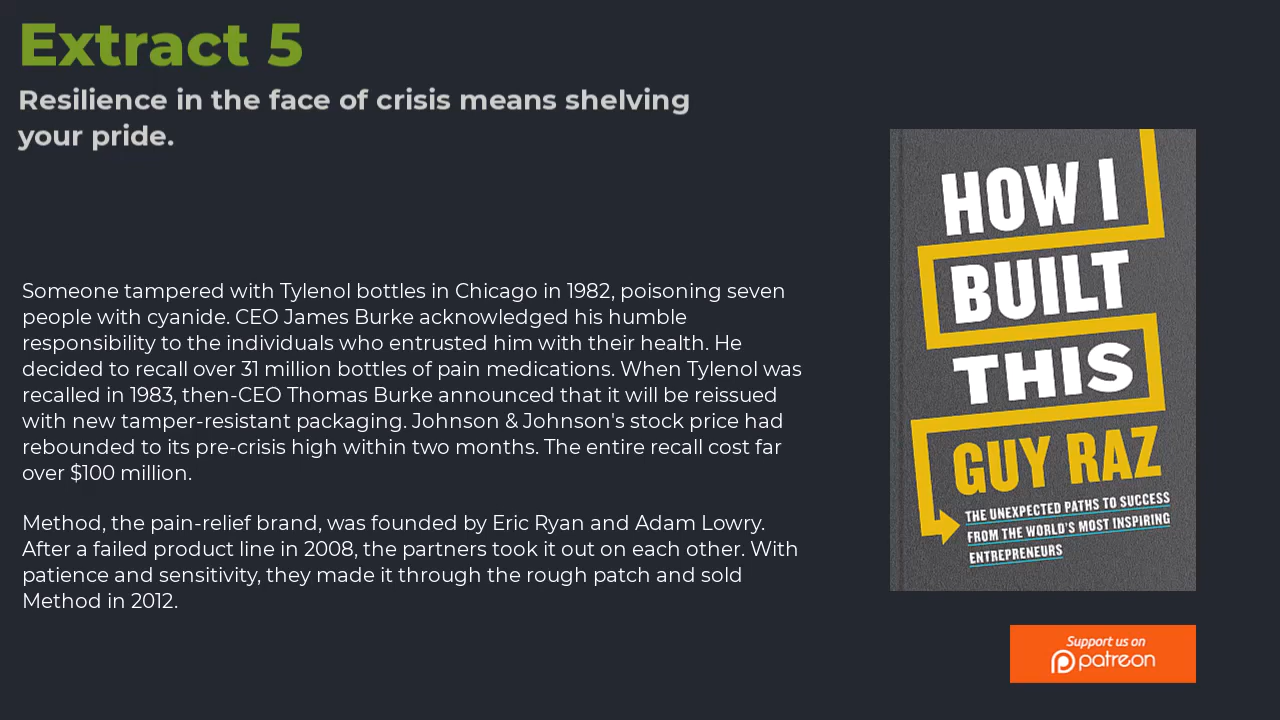 Extract 5
Resilience in the face of crisis means shelving
your pride.
Someone tampered with Tylenol bottles in Chicago in 1982, poisoning seven
people with cyanide. CEO James Burke acknowledged his humble
responsibility to the individuals who entrusted him with their health. He
decided to recall over 31 million bottles of pain medications. When Tylenol was
recalled in 1983, then-CEO Thomas Burke announced that it will be reissued
with new tamper-resistant packaging. Johnson & Johnson's stock price had
rebounded to its pre-crisis high within two months. The entire recall cost far
over $100 million.
Method, the pain-relief brand, was founded by Eric Ryan and Adam Lowry.
After a failed product line in 2008, the partners took it out on each other. With
patience and sensitivity, they made it through the rough patch and sold
Method in 2012.
HOW I
BUILT
THIS
GUY RAZ
THE UNEXPECTED PATHS TO SUCCESS
FROM THE WORLD'S MOST INSPIRING
ENTREPRENEURS
Support us on
patreon